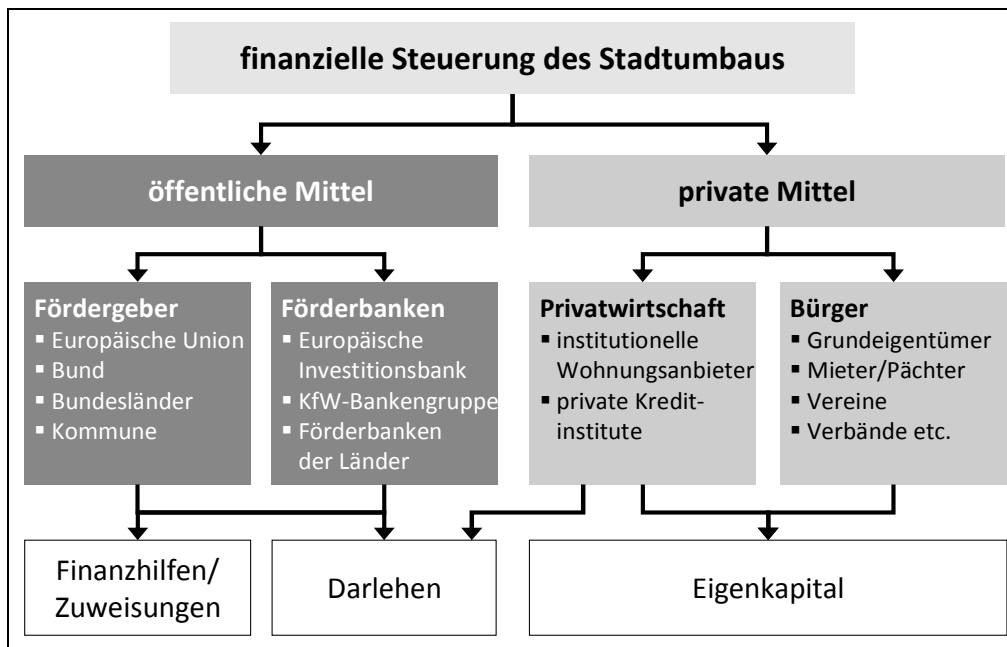 finanzielle Steuerung des Stadtumbaus
öffentliche Mittel
private Mittel
Fördergeber
▪ Europäische Union
▪ Bund
▪ Bundesländer
▪ Kommune
Förderbanken
▪ Europäische
Investitionsbank
▪ KfW-Bankengruppe
▪ Förderbanken
der Länder
Privatwirtschaft
▪ institutionelle
Wohnungsanbieter
▪ private Kredit-
institute
Bürger
▪ Grundeigentümer
▪ Mieter/Pächter
▪ Vereine
▪ Verbände etc.
Finanzhilfen/
Zuweisungen
Darlehen
Eigenkapital